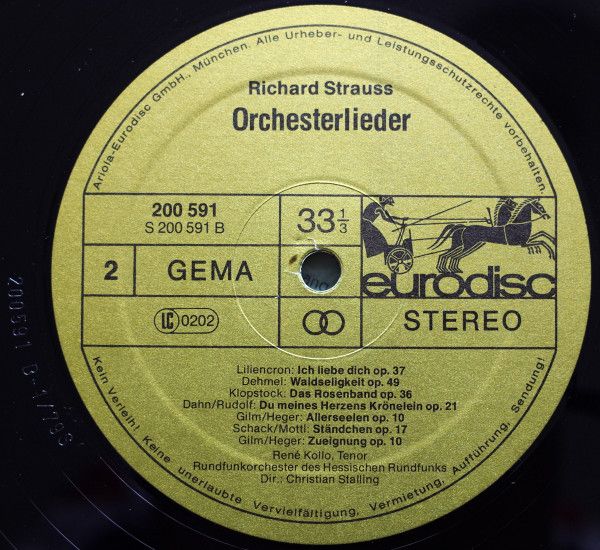 Ariola-Eurodisc GmbH., München. Alle Urheber- und Leistungsschutzrechte vorbehalten.
Richard Strauss
Orchesterlieder
200 591
S 200 591 B
33 1/3
2
GEMA
eurodisc
LC 0202
STEREO
Liliencron: Ich liebe dich op. 37
Dehmel: Waldseligkeit op. 49
Klopstock: Das Rosenband op. 36
Dahn/Rudolf: Du meines Herzens Krönelein op. 21
Gilm/Heger: Allerseelen op. 10
Schack/Mottl: Ständchen op. 17
Gilm/Heger: Zueignung op. 10
René Kollo, Tenor
Rundfunkorchester des Hessischen Rundfunks
Dir.: Christian Stalling
Kein Verleih! Keine unerlaubte Vervielfältigung, Vermietung, Aufführung, Sendung!
200591 B